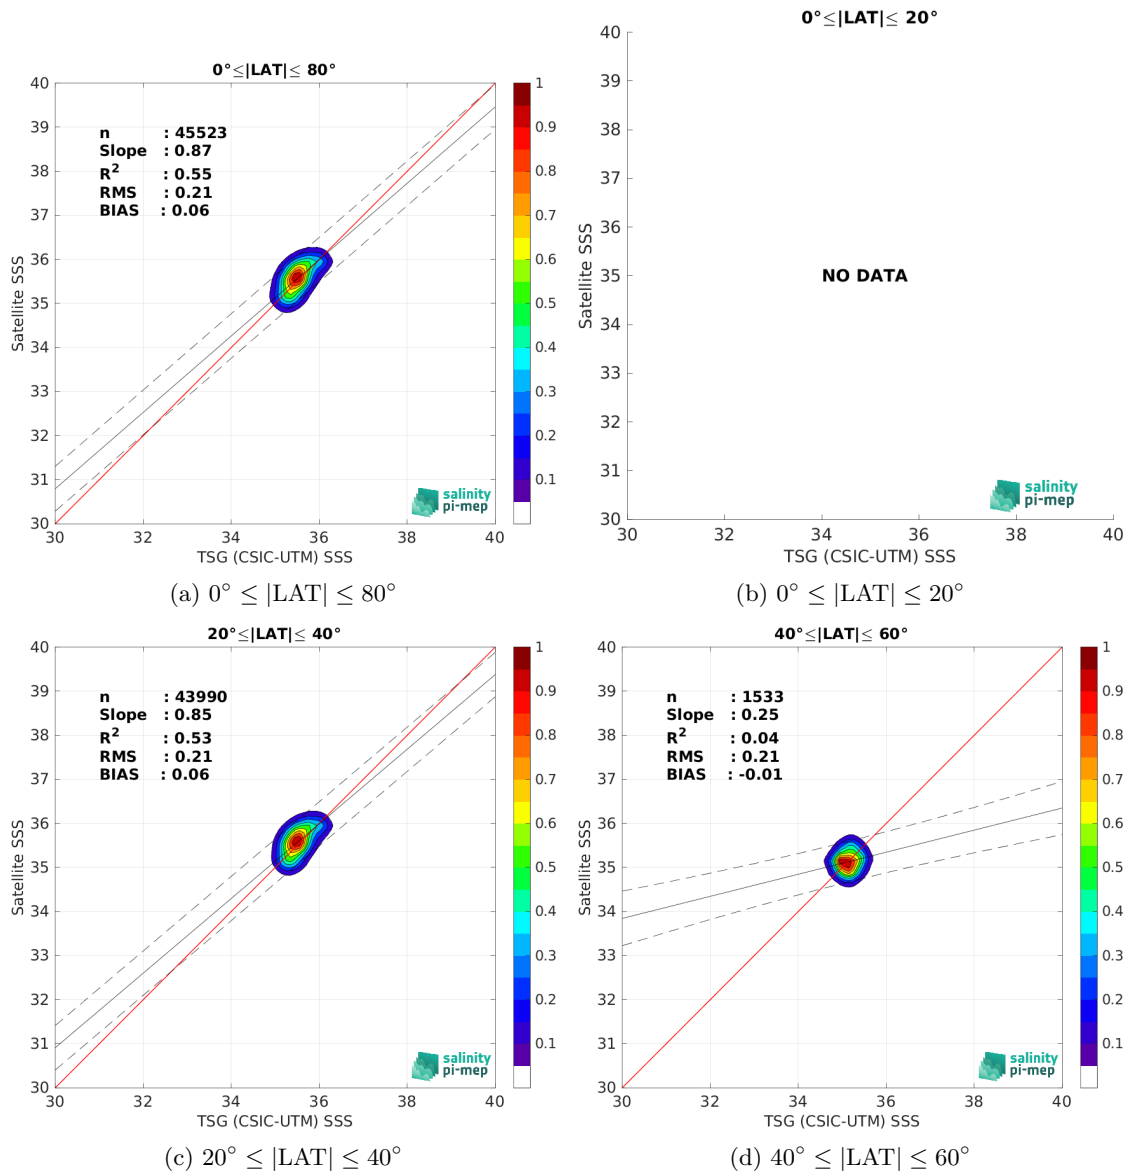 0°≤|LAT|≤ 80°
40
39
38
37
36
35
34
33
32
31
30
30
32
34
36
38
40
n : 45523
Slope : 0.87
R² : 0.55
RMS : 0.21
BIAS : 0.06
Satellite SSS
TSG (CSIC-UTM) SSS
salinity
pi-mep
1
0.9
0.8
0.7
0.6
0.5
0.4
0.3
0.2
0.1
(a) 0° ≤ |LAT| ≤ 80°
0°≤|LAT|≤ 20°
40
39
38
37
36
35
34
33
32
31
30
30
32
34
36
38
40
NO DATA
Satellite SSS
TSG (CSIC-UTM) SSS
salinity
pi-mep
(b) 0° ≤ |LAT| ≤ 20°
20°≤|LAT|≤ 40°
40
39
38
37
36
35
34
33
32
31
30
30
32
34
36
38
40
n : 43990
Slope : 0.85
R² : 0.53
RMS : 0.21
BIAS : 0.06
Satellite SSS
TSG (CSIC-UTM) SSS
salinity
pi-mep
1
0.9
0.8
0.7
0.6
0.5
0.4
0.3
0.2
0.1
(c) 20° ≤ |LAT| ≤ 40°
40°≤|LAT|≤ 60°
40
39
38
37
36
35
34
33
32
31
30
30
32
34
36
38
40
n : 1533
Slope : 0.25
R² : 0.04
RMS : 0.21
BIAS : -0.01
Satellite SSS
TSG (CSIC-UTM) SSS
salinity
pi-mep
1
0.9
0.8
0.7
0.6
0.5
0.4
0.3
0.2
0.1
(d) 40° ≤ |LAT| ≤ 60°